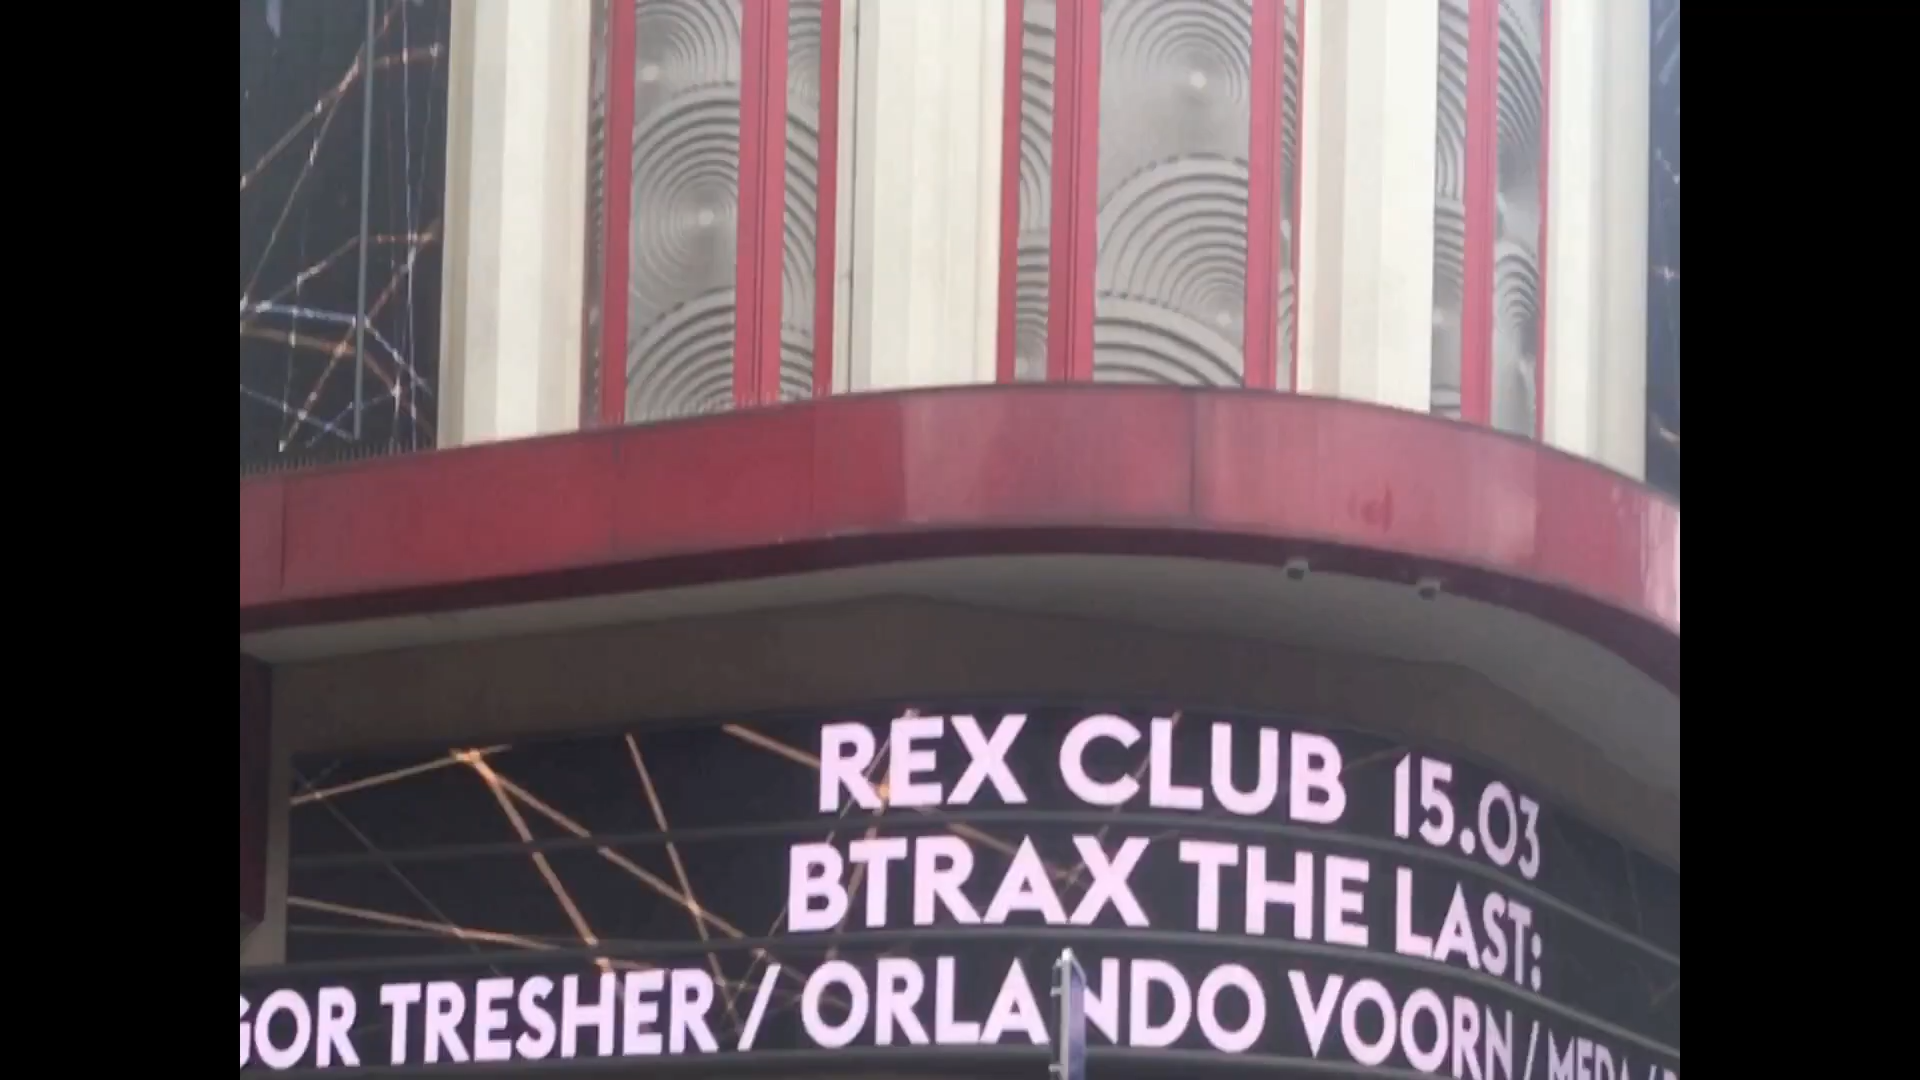 REX CLUB 15.03
BTRAX THE LAST:
GOR TRESHER / ORLANDO VOORN /